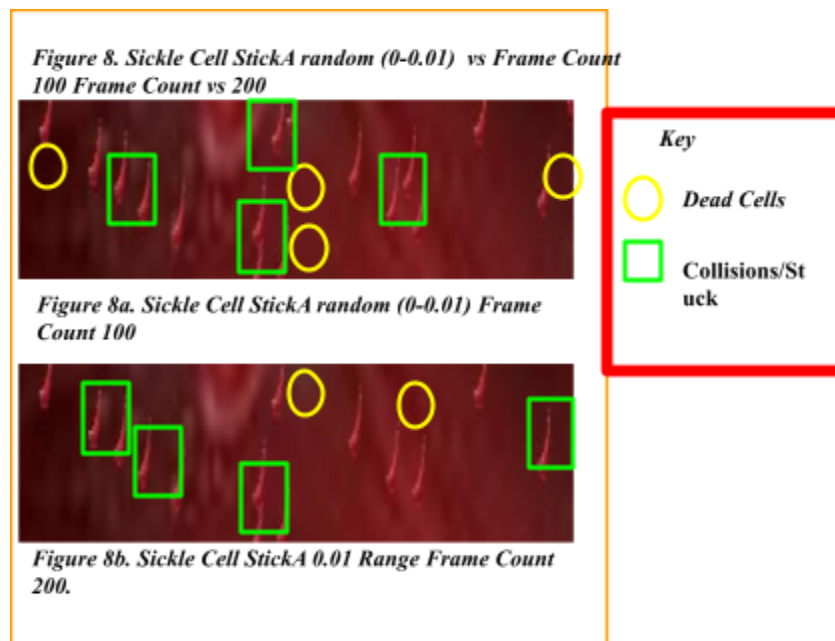 Figure 8. Sickle Cell StickA random (0-0.01)  vs Frame Count
100 Frame Count vs 200
Key
Dead Cells
Collisions/St
uck
Figure 8a. Sickle Cell StickA random (0-0.01) Frame
Count 100
Figure 8b. Sickle Cell StickA 0.01 Range Frame Count
200.